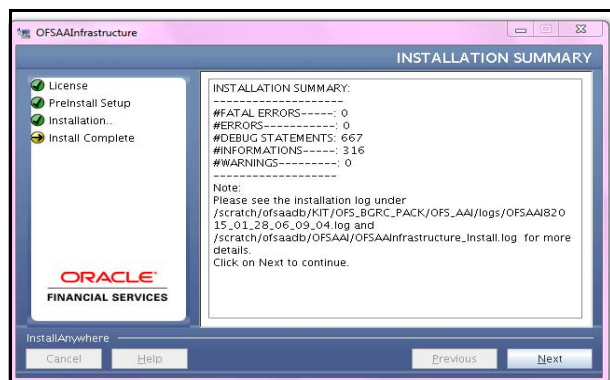 OFSAAInfrastructure
INSTALLATION SUMMARY
License
PreInstall Setup
Installation..
Install Complete
INSTALLATION SUMMARY:
--------------------
#FATAL ERRORS-----: 0
#ERRORS-----------: 0
#DEBUG STATEMENTS: 667
#INFORMATIONS-----: 316
#WARNINGS---------: 0
--------------------
Note:
Please see the installation log under
/scratch/ofsaadb/KIT/OFS_BGRC_PACK/OFS_AAI/logs/OFSAAI820
15_01_28_06_09_04.log and
/scratch/ofsaadb/OFSAAI/OFSAAInfrastructure_Install.log for more
details.
Click on Next to continue.
ORACLE
FINANCIAL SERVICES
InstallAnywhere
Cancel
Help
Previous
Next